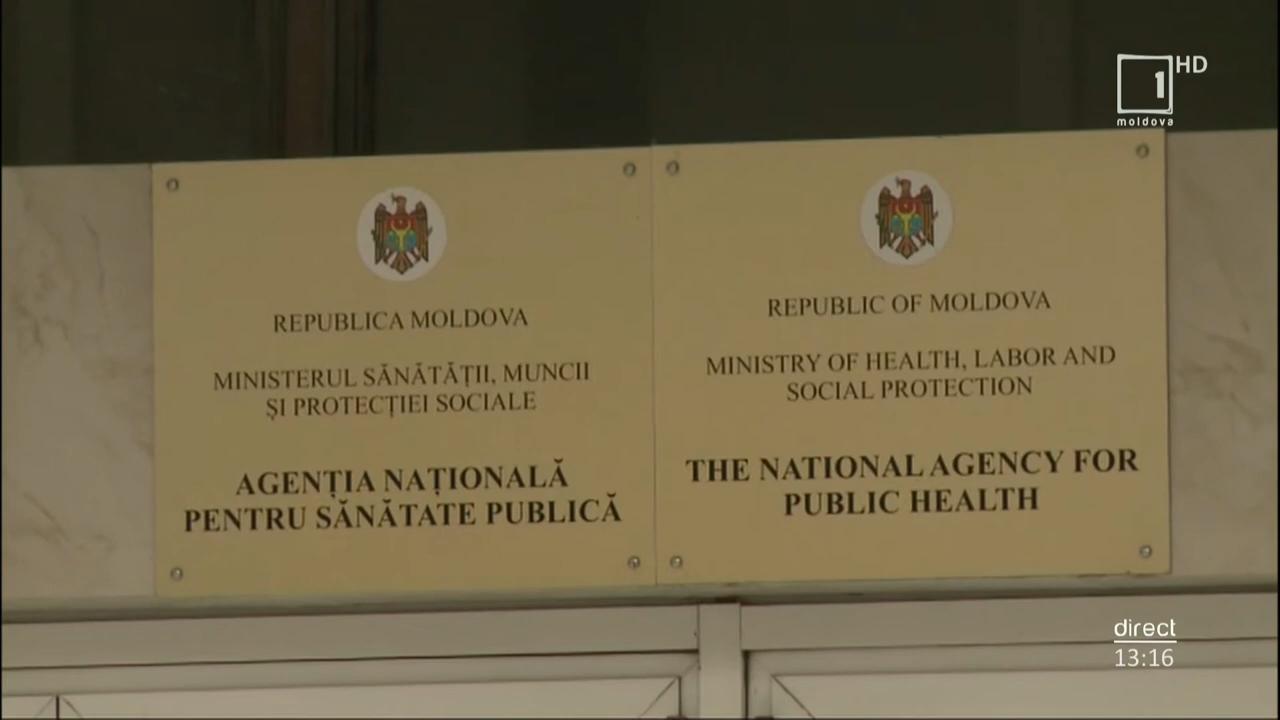 1 HD
moldova
REPUBLICA MOLDOVA
MINISTERUL SĂNĂTĂȚII, MUNCII
ȘI PROTECȚIEI SOCIALE
AGENȚIA NAȚIONALĂ
PENTRU SĂNĂTATE PUBLICĂ
REPUBLIC OF MOLDOVA
MINISTRY OF HEALTH, LABOR AND
SOCIAL PROTECTION
THE NATIONAL AGENCY FOR
PUBLIC HEALTH
direct
13:16